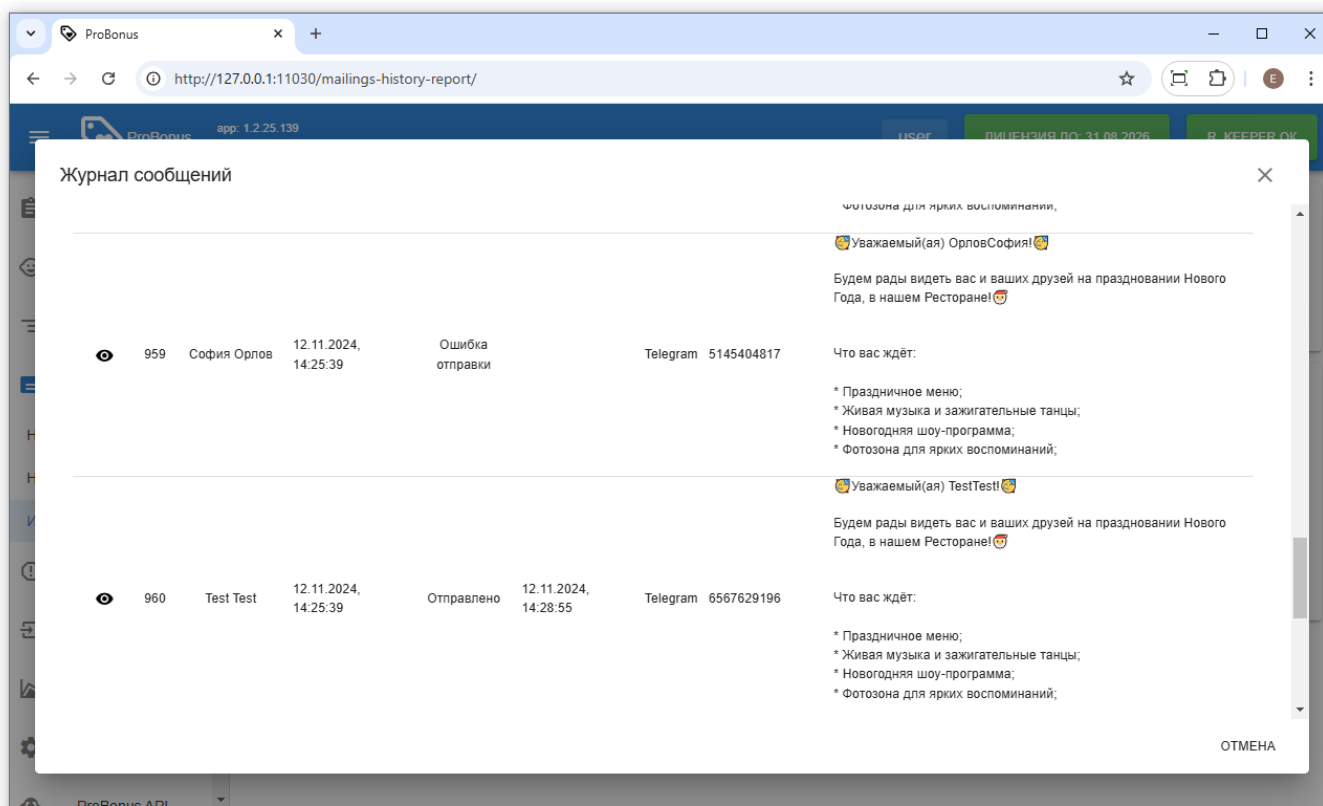 ProBonus
http://127.0.0.1:11030/mailings-history-report/
E
ProBonus app: 1.2.25.139
user
ЛИЦЕНЗИЯ ДО: 31.08.2026
R_KEEPER OK
Журнал сообщений
* Фотозона для ярких воспоминаний;
🥳Уважаемый(ая) ОрловСофия!🥳
Будем рады видеть вас и ваших друзей на праздновании Нового
Года, в нашем Ресторане!🎅
959 София Орлов 12.11.2024, 14:25:39 Ошибка отправки Telegram 5145404817
Что вас ждёт:
* Праздничное меню;
* Живая музыка и зажигательные танцы;
* Новогодняя шоу-программа;
* Фотозона для ярких воспоминаний;
🥳Уважаемый(ая) TestTest!🥳
Будем рады видеть вас и ваших друзей на праздновании Нового
Года, в нашем Ресторане!🎅
960 Test Test 12.11.2024, 14:25:39 Отправлено 12.11.2024, 14:28:55 Telegram 6567629196
Что вас ждёт:
* Праздничное меню;
* Живая музыка и зажигательные танцы;
* Новогодняя шоу-программа;
* Фотозона для ярких воспоминаний;
ОТМЕНА
ProBonus API